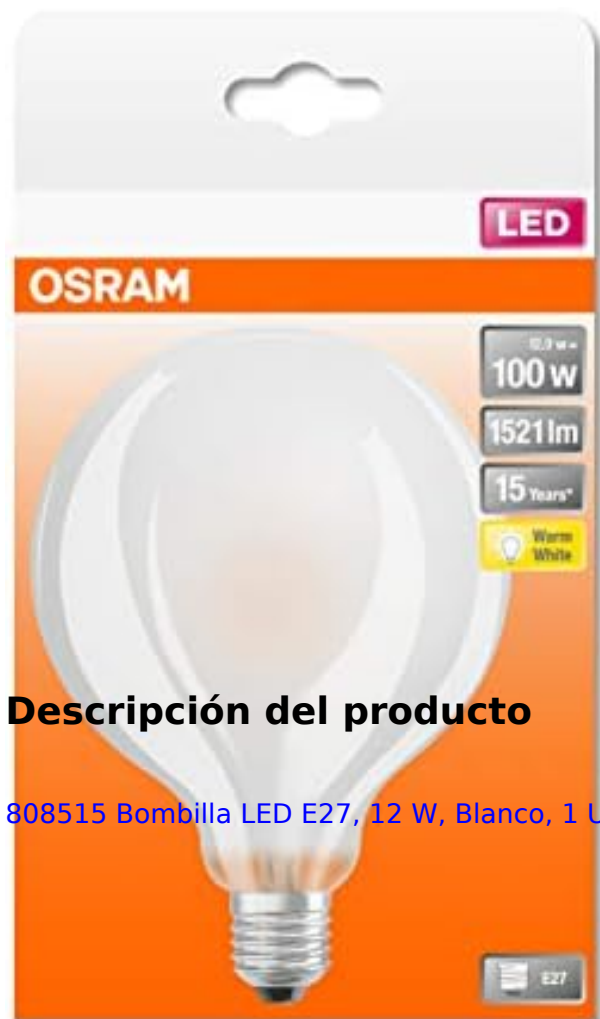 LED
OSRAM
100 W
1521 lm
15 Years*
Warm
White
Descripción del producto
808515 Bombilla LED E27, 12 W, Blanco, 1 U
E27